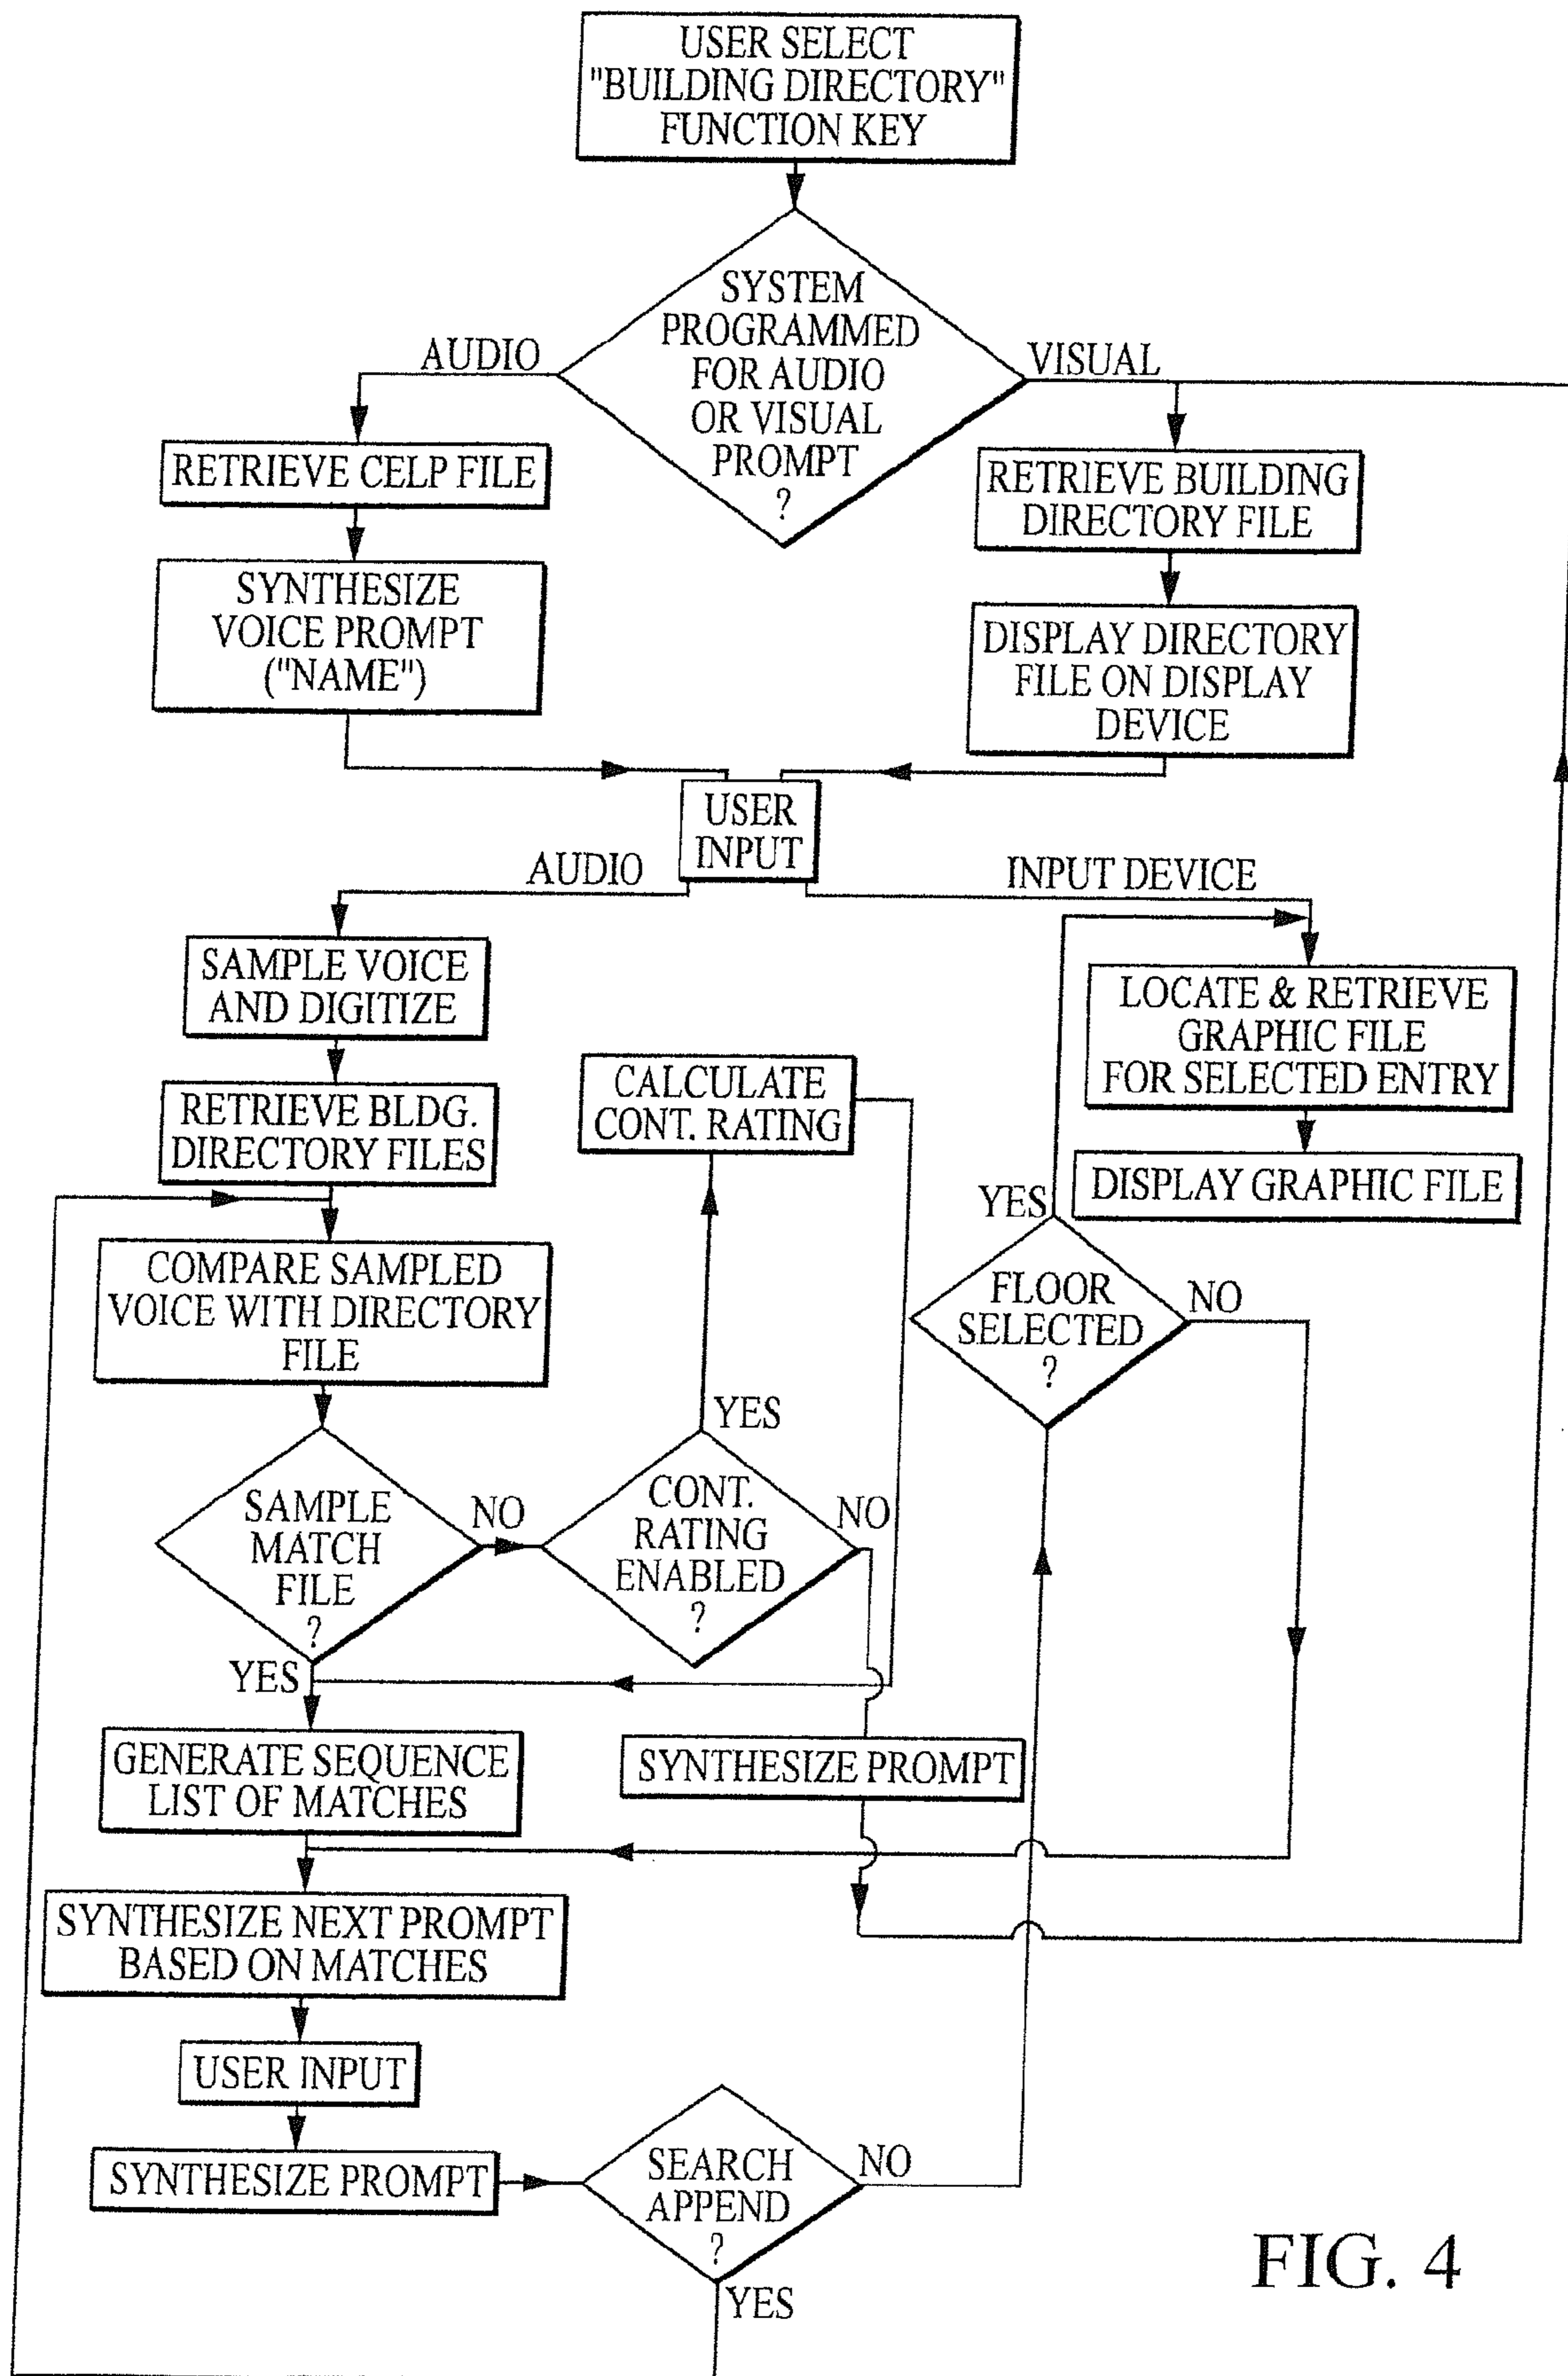 USER SELECT
"BUILDING DIRECTORY"
FUNCTION KEY
SYSTEM
PROGRAMMED
FOR AUDIO
OR VISUAL
PROMPT
?
AUDIO
VISUAL
RETRIEVE CELP FILE
SYNTHESIZE
VOICE PROMPT
("NAME")
RETRIEVE BUILDING
DIRECTORY FILE
DISPLAY DIRECTORY
FILE ON DISPLAY
DEVICE
USER
INPUT
AUDIO
INPUT DEVICE
SAMPLE VOICE
AND DIGITIZE
RETRIEVE BLDG.
DIRECTORY FILES
COMPARE SAMPLED
VOICE WITH DIRECTORY
FILE
CALCULATE
CONT. RATING
LOCATE & RETRIEVE
GRAPHIC FILE
FOR SELECTED ENTRY
DISPLAY GRAPHIC FILE
YES
FLOOR
SELECTED
?
NO
SAMPLE
MATCH
FILE
?
NO
YES
CONT.
RATING
ENABLED
?
NO
YES
GENERATE SEQUENCE
LIST OF MATCHES
SYNTHESIZE PROMPT
SYNTHESIZE NEXT PROMPT
BASED ON MATCHES
USER INPUT
SYNTHESIZE PROMPT
SEARCH
APPEND
?
NO
YES
FIG. 4